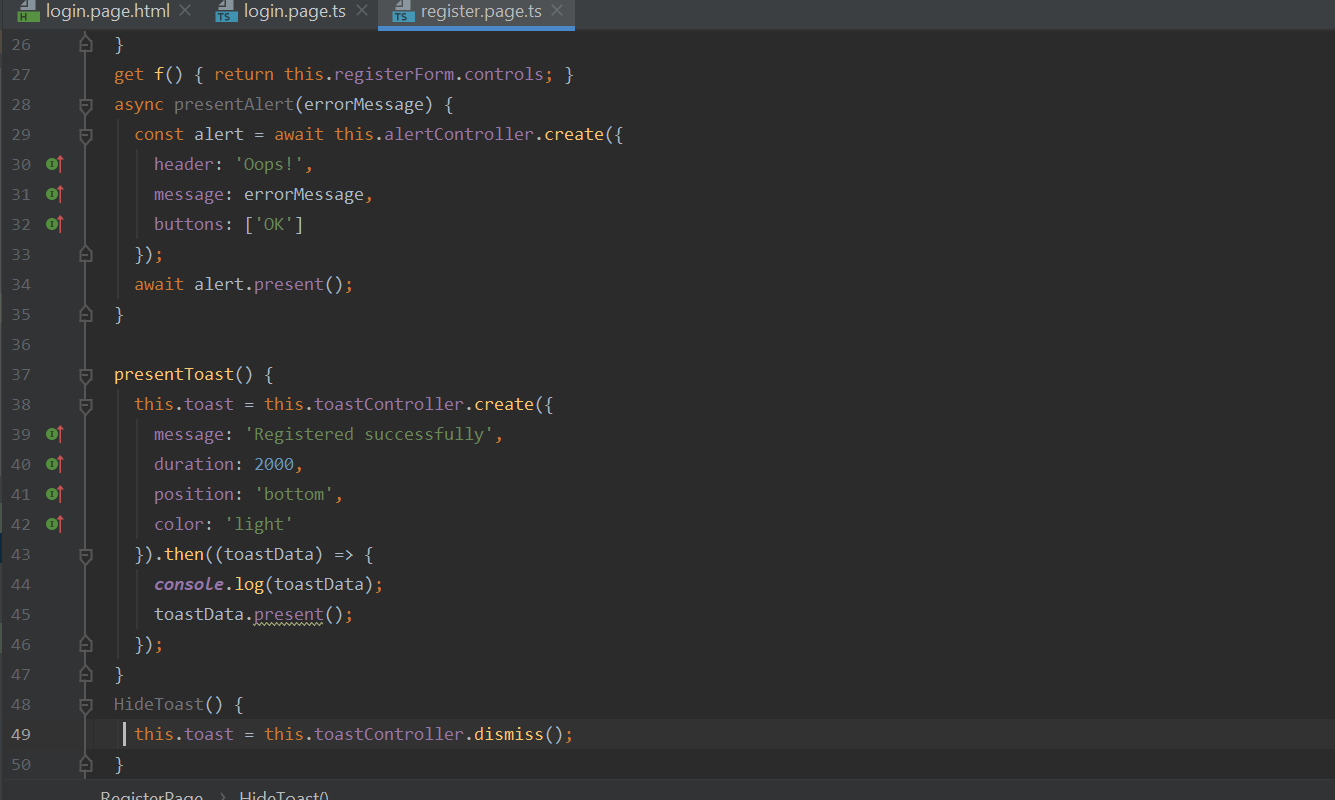 login.page.html login.page.ts register.page.ts
26 }
27 get f() { return this.registerForm.controls; }
28 async presentAlert(errorMessage) {
29 const alert = await this.alertController.create({
30 header: 'Oops!',
31 message: errorMessage,
32 buttons: ['OK']
33 });
34 await alert.present();
35 }
36
37 presentToast() {
38 this.toast = this.toastController.create({
39 message: 'Registered successfully',
40 duration: 2000,
41 position: 'bottom',
42 color: 'light'
43 }).then((toastData) => {
44 console.log(toastData);
45 toastData.present();
46 });
47 }
48 HideToast() {
49 this.toast = this.toastController.dismiss();
50 }
RegisterPage > HideToast()